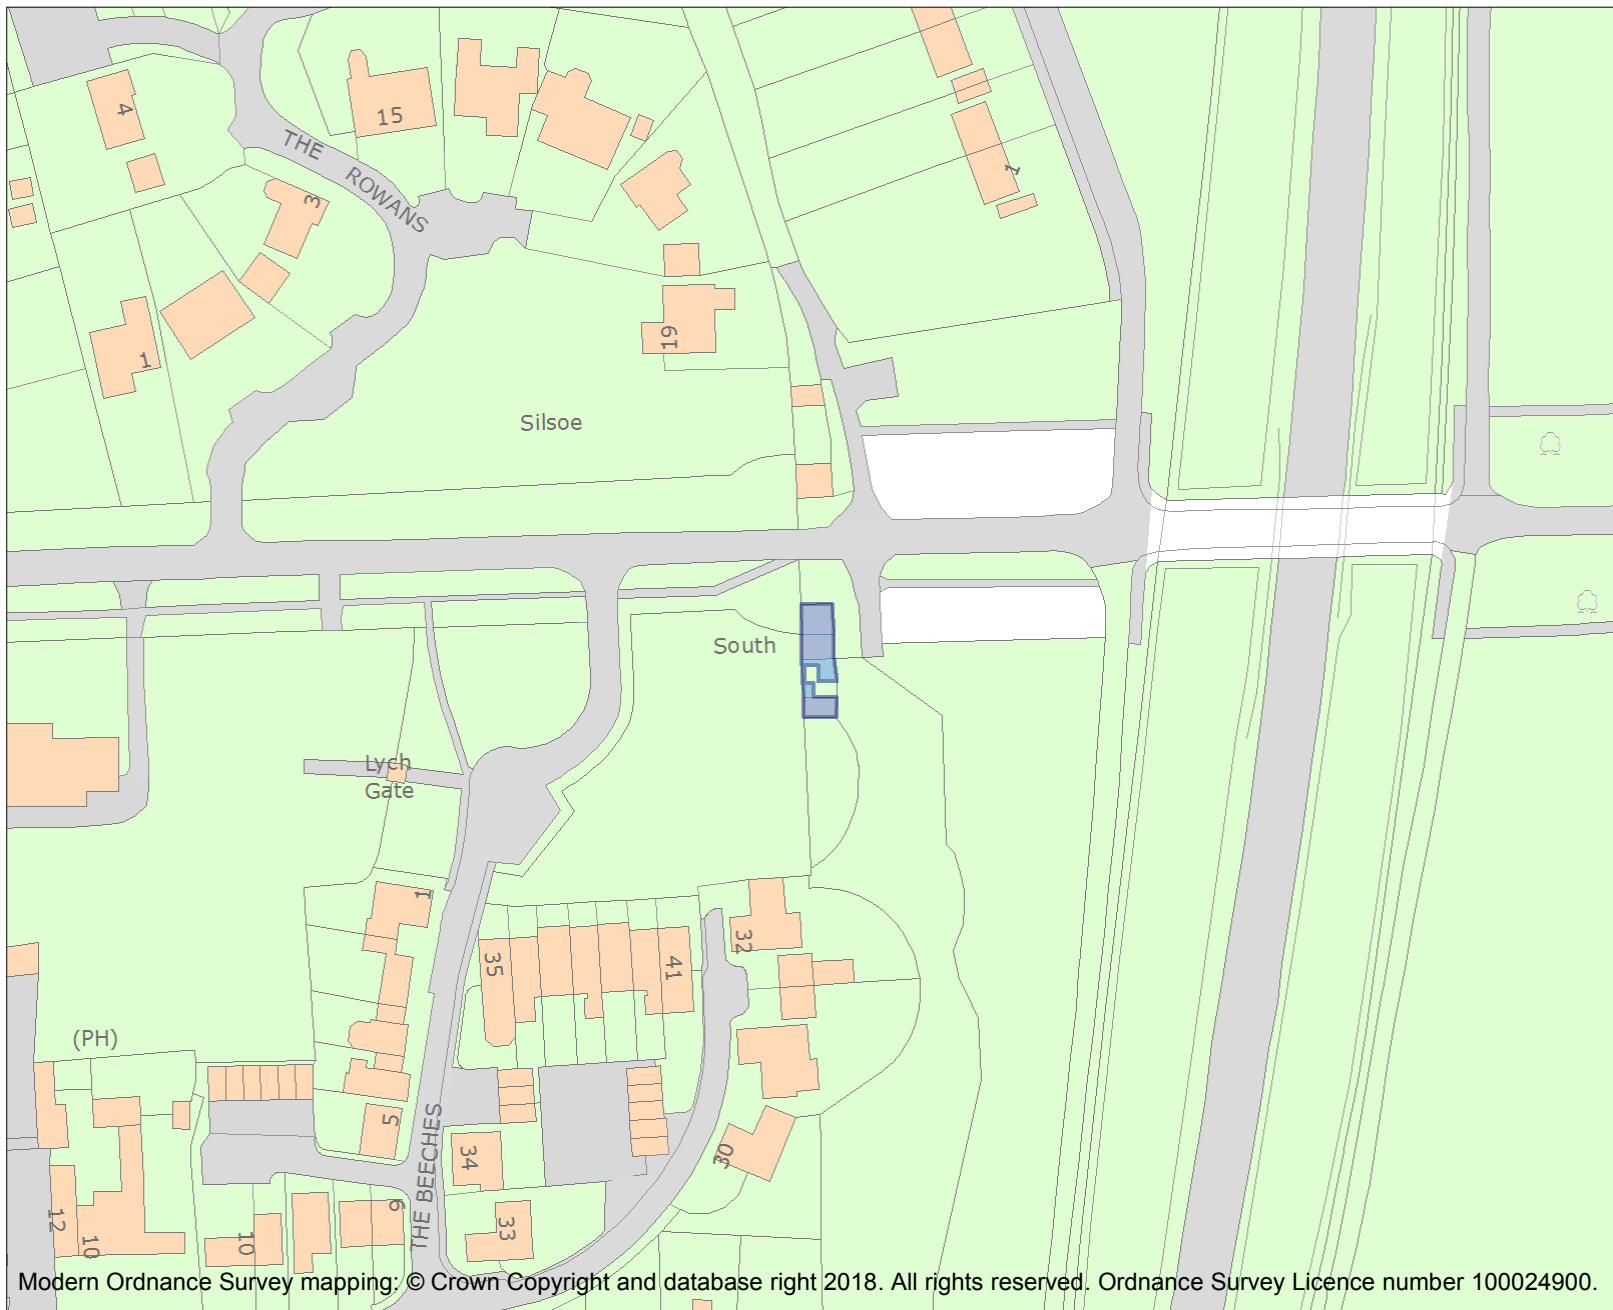 4
15
THE ROWANS
3
1
1
19
Silsoe
South
Lych
Gate
1
32
35
41
(PH)
5
THE BEECHES
34
30
6
33
12
10
10
Modern Ordnance Survey mapping: © Crown Copyright and database right 2018. All rights reserved. Ordnance Survey Licence number 100024900.